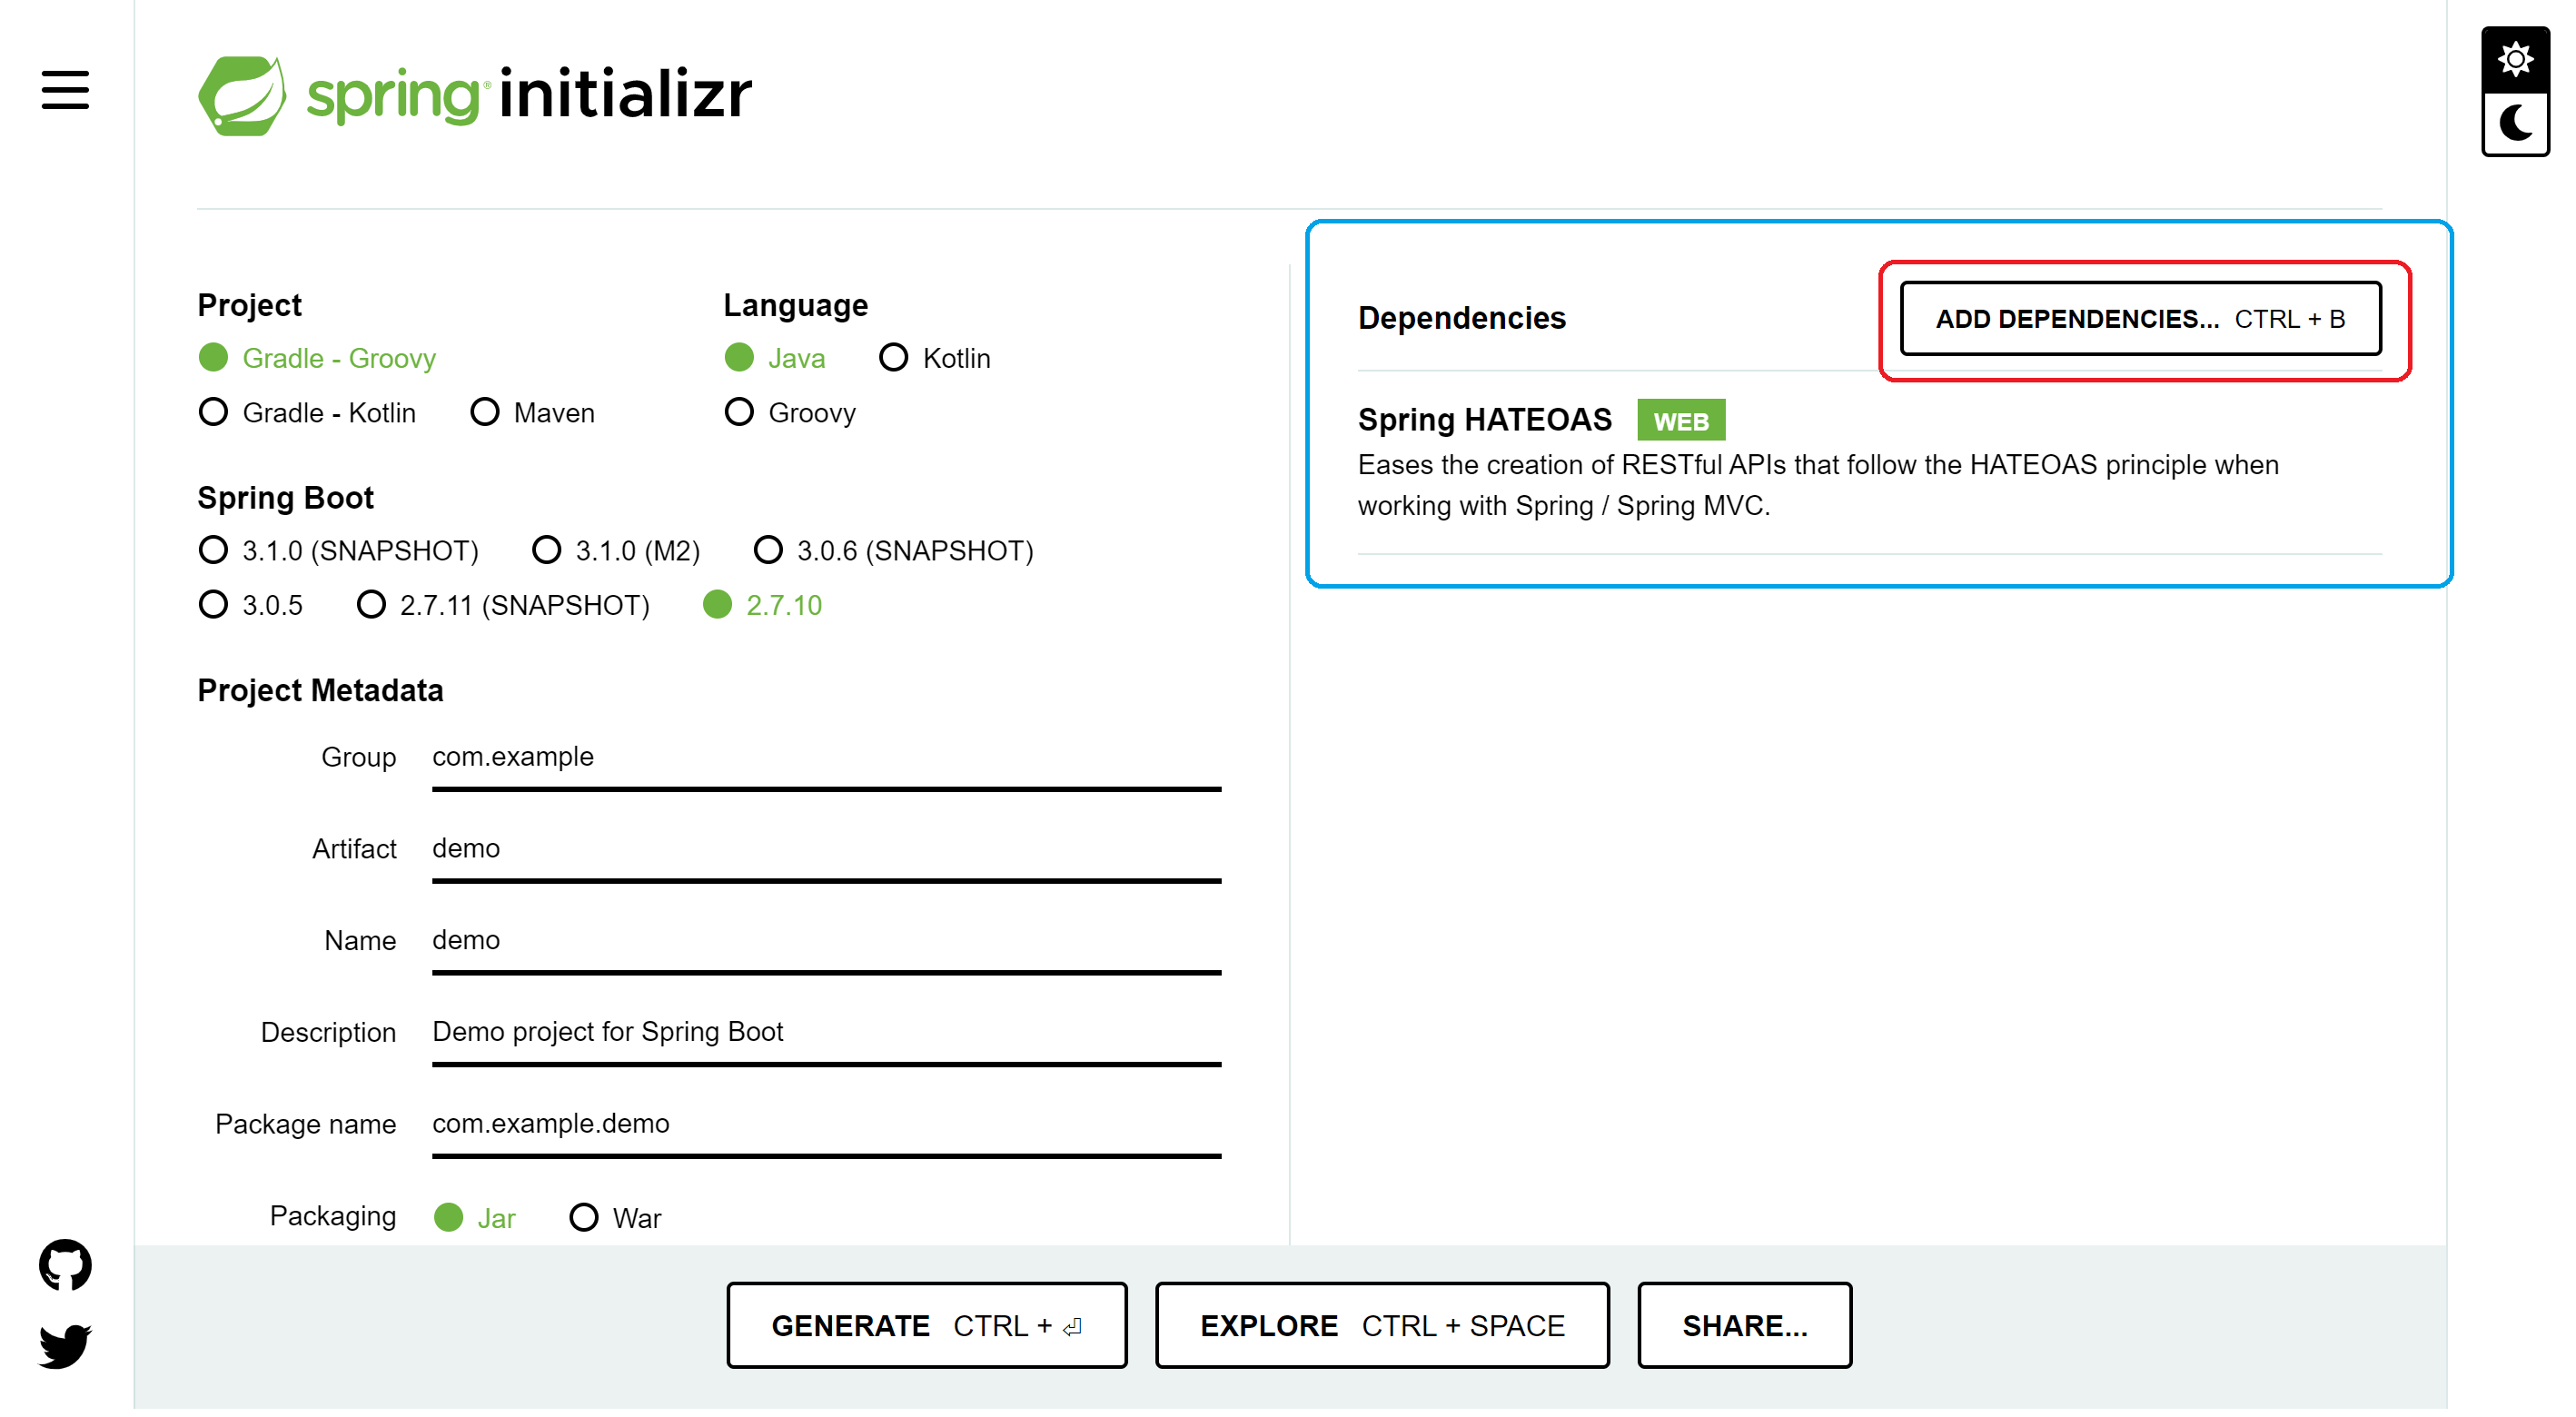 spring® initializr
Project
Gradle - Groovy
Gradle - Kotlin Maven
Language
Java Kotlin
Groovy
Spring Boot
3.1.0 (SNAPSHOT) 3.1.0 (M2) 3.0.6 (SNAPSHOT)
3.0.5 2.7.11 (SNAPSHOT) 2.7.10
Project Metadata
Group com.example
Artifact demo
Name demo
Description Demo project for Spring Boot
Package name com.example.demo
Packaging Jar War
Dependencies ADD DEPENDENCIES... CTRL + B
Spring HATEOAS WEB
Eases the creation of RESTful APIs that follow the HATEOAS principle when
working with Spring / Spring MVC.
GENERATE CTRL + ⏎ EXPLORE CTRL + SPACE SHARE...